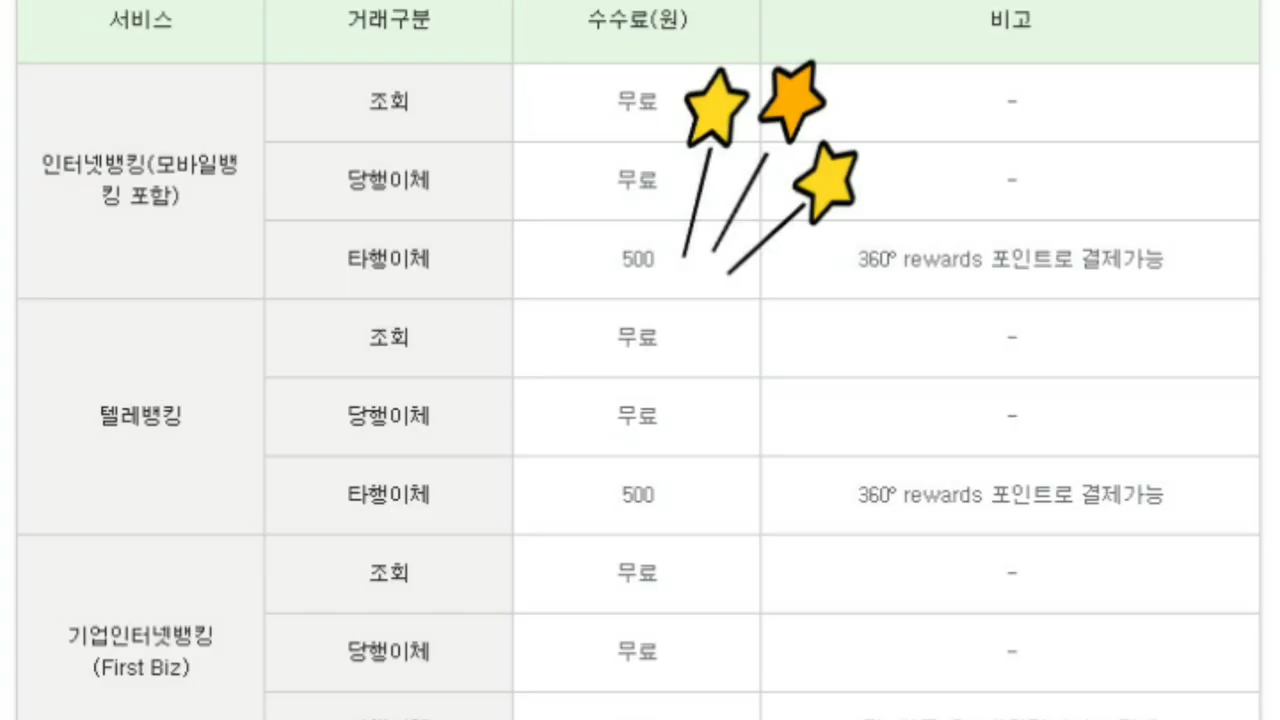 서비스 거래구분 수수료(원) 비고
조회 무료 -
인터넷뱅킹(모바일뱅
킹 포함)
당행이체 무료 -
타행이체 500 360° rewards 포인트로 결제가능
조회 무료 -
텔레뱅킹 당행이체 무료 -
타행이체 500 360° rewards 포인트로 결제가능
조회 무료 -
기업인터넷뱅킹
(First Biz)
당행이체 무료 -